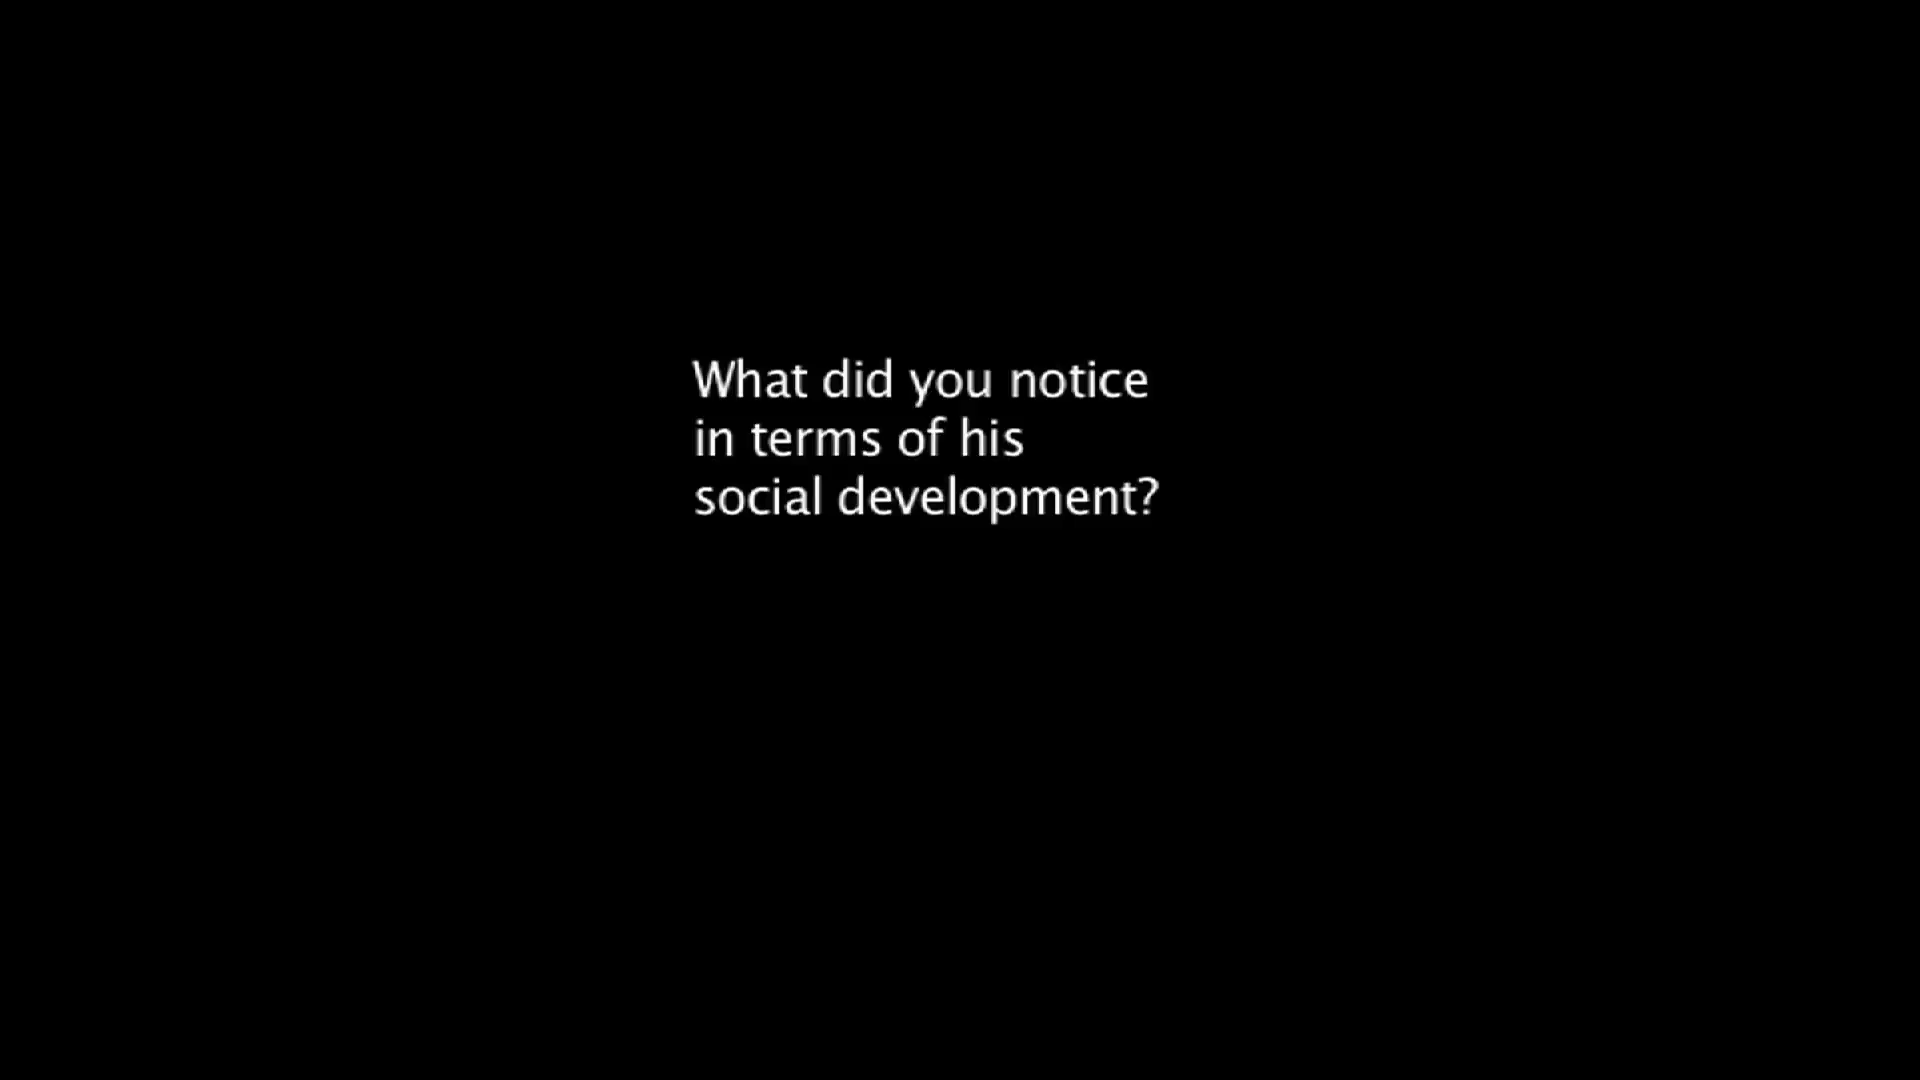 What did you notice
in terms of his
social development?